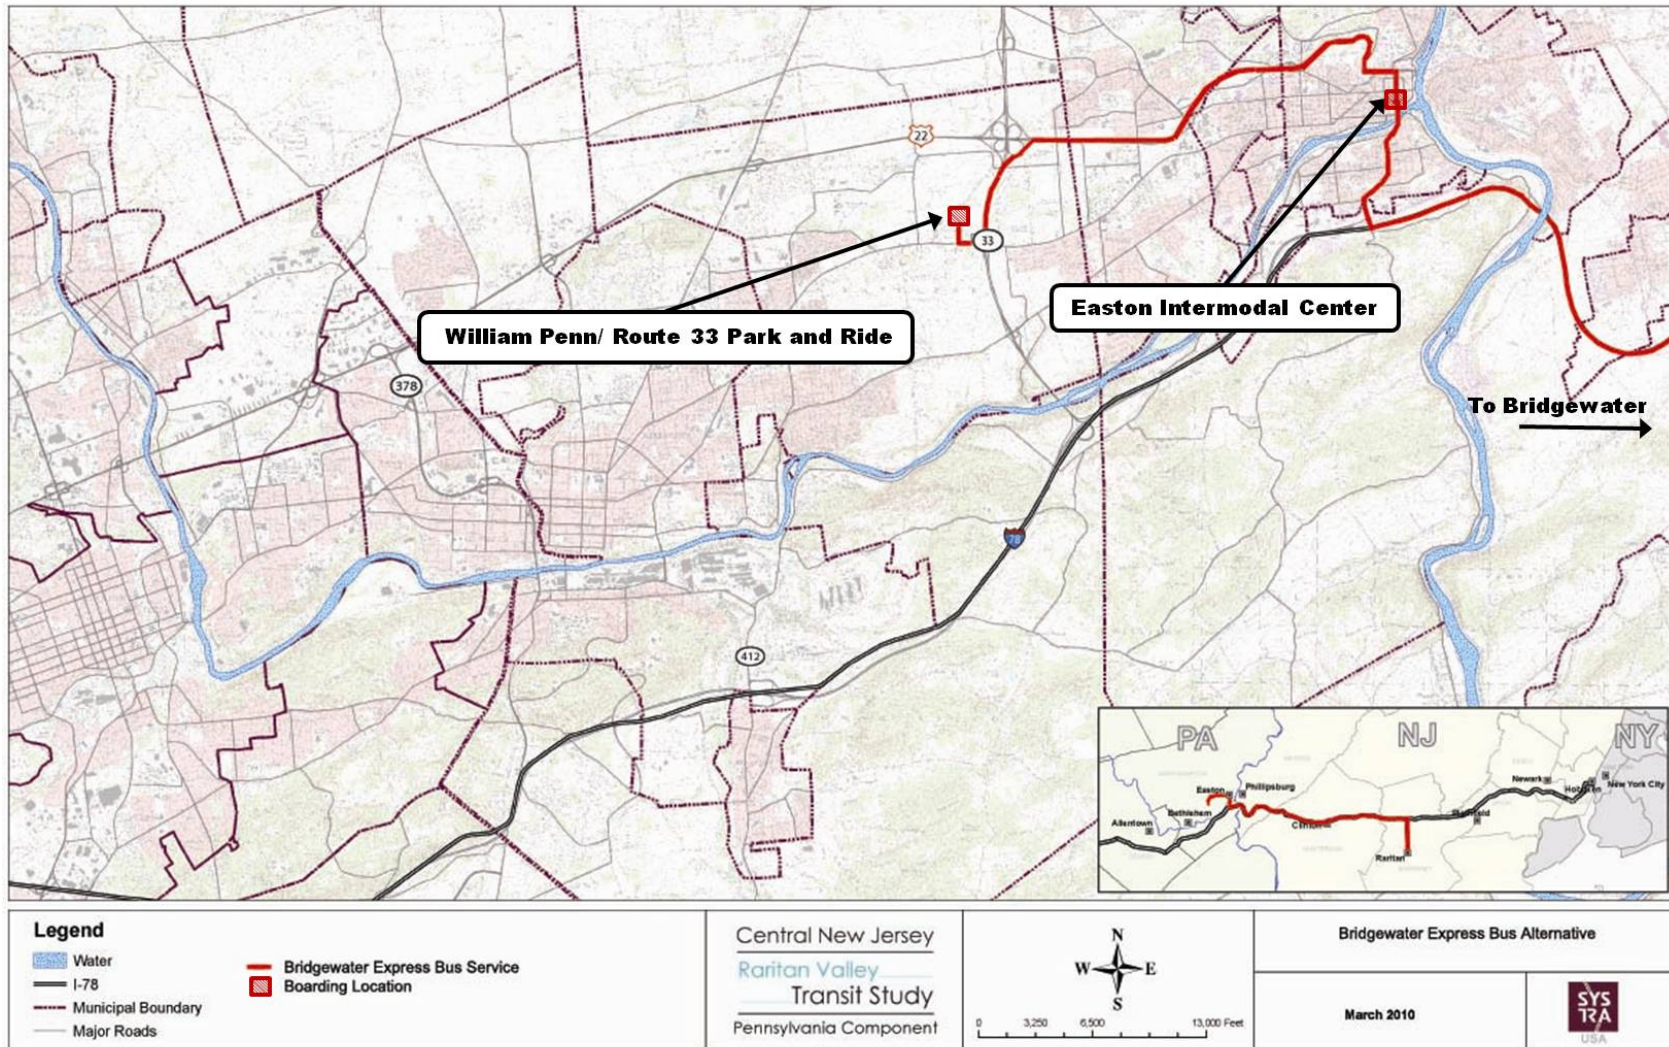 22
33
William Penn/ Route 33 Park and Ride
Easton Intermodal Center
378
To Bridgewater
78
412
PA
NJ
NY
Newark
New York City
Hoboken
Easton
Phillipsburg
Bethlehem
Allentown
Clinton
Plainfield
Raritan
Legend
Water
I-78
Municipal Boundary
Major Roads
Bridgewater Express Bus Service
Boarding Location
Central New Jersey
Raritan Valley
Transit Study
Pennsylvania Component
N
W E
S
0 3,250 6,500 13,000 Feet
Bridgewater Express Bus Alternative
March 2010
SYS
TRA
USA